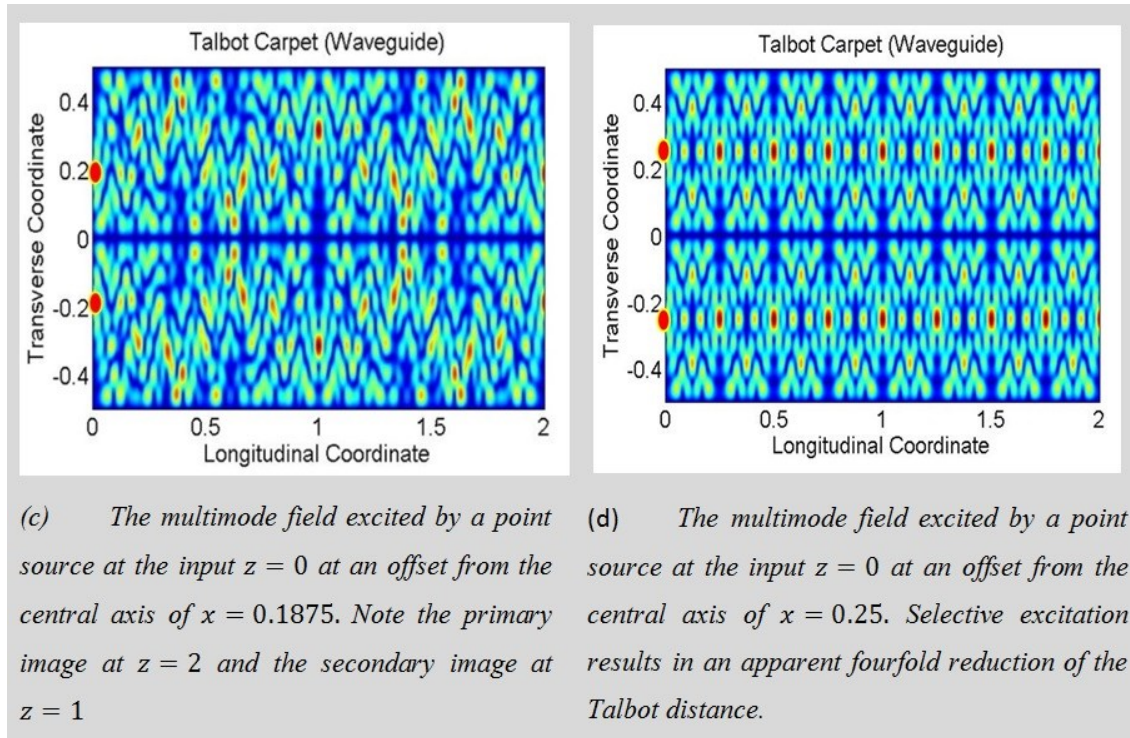 Talbot Carpet (Waveguide)
Transverse Coordinate
0.4
0.2
0
-0.2
-0.4
0 0.5 1 1.5 2
Longitudinal Coordinate
(c) The multimode field excited by a point
source at the input z = 0 at an offset from the
central axis of x = 0.1875. Note the primary
image at z = 2 and the secondary image at
z = 1
Talbot Carpet (Waveguide)
Transverse Coordinate
0.4
0.2
0
-0.2
-0.4
0 0.5 1 1.5 2
Longitudinal Coordinate
(d) The multimode field excited by a point
source at the input z = 0 at an offset from the
central axis of x = 0.25. Selective excitation
results in an apparent fourfold reduction of the
Talbot distance.